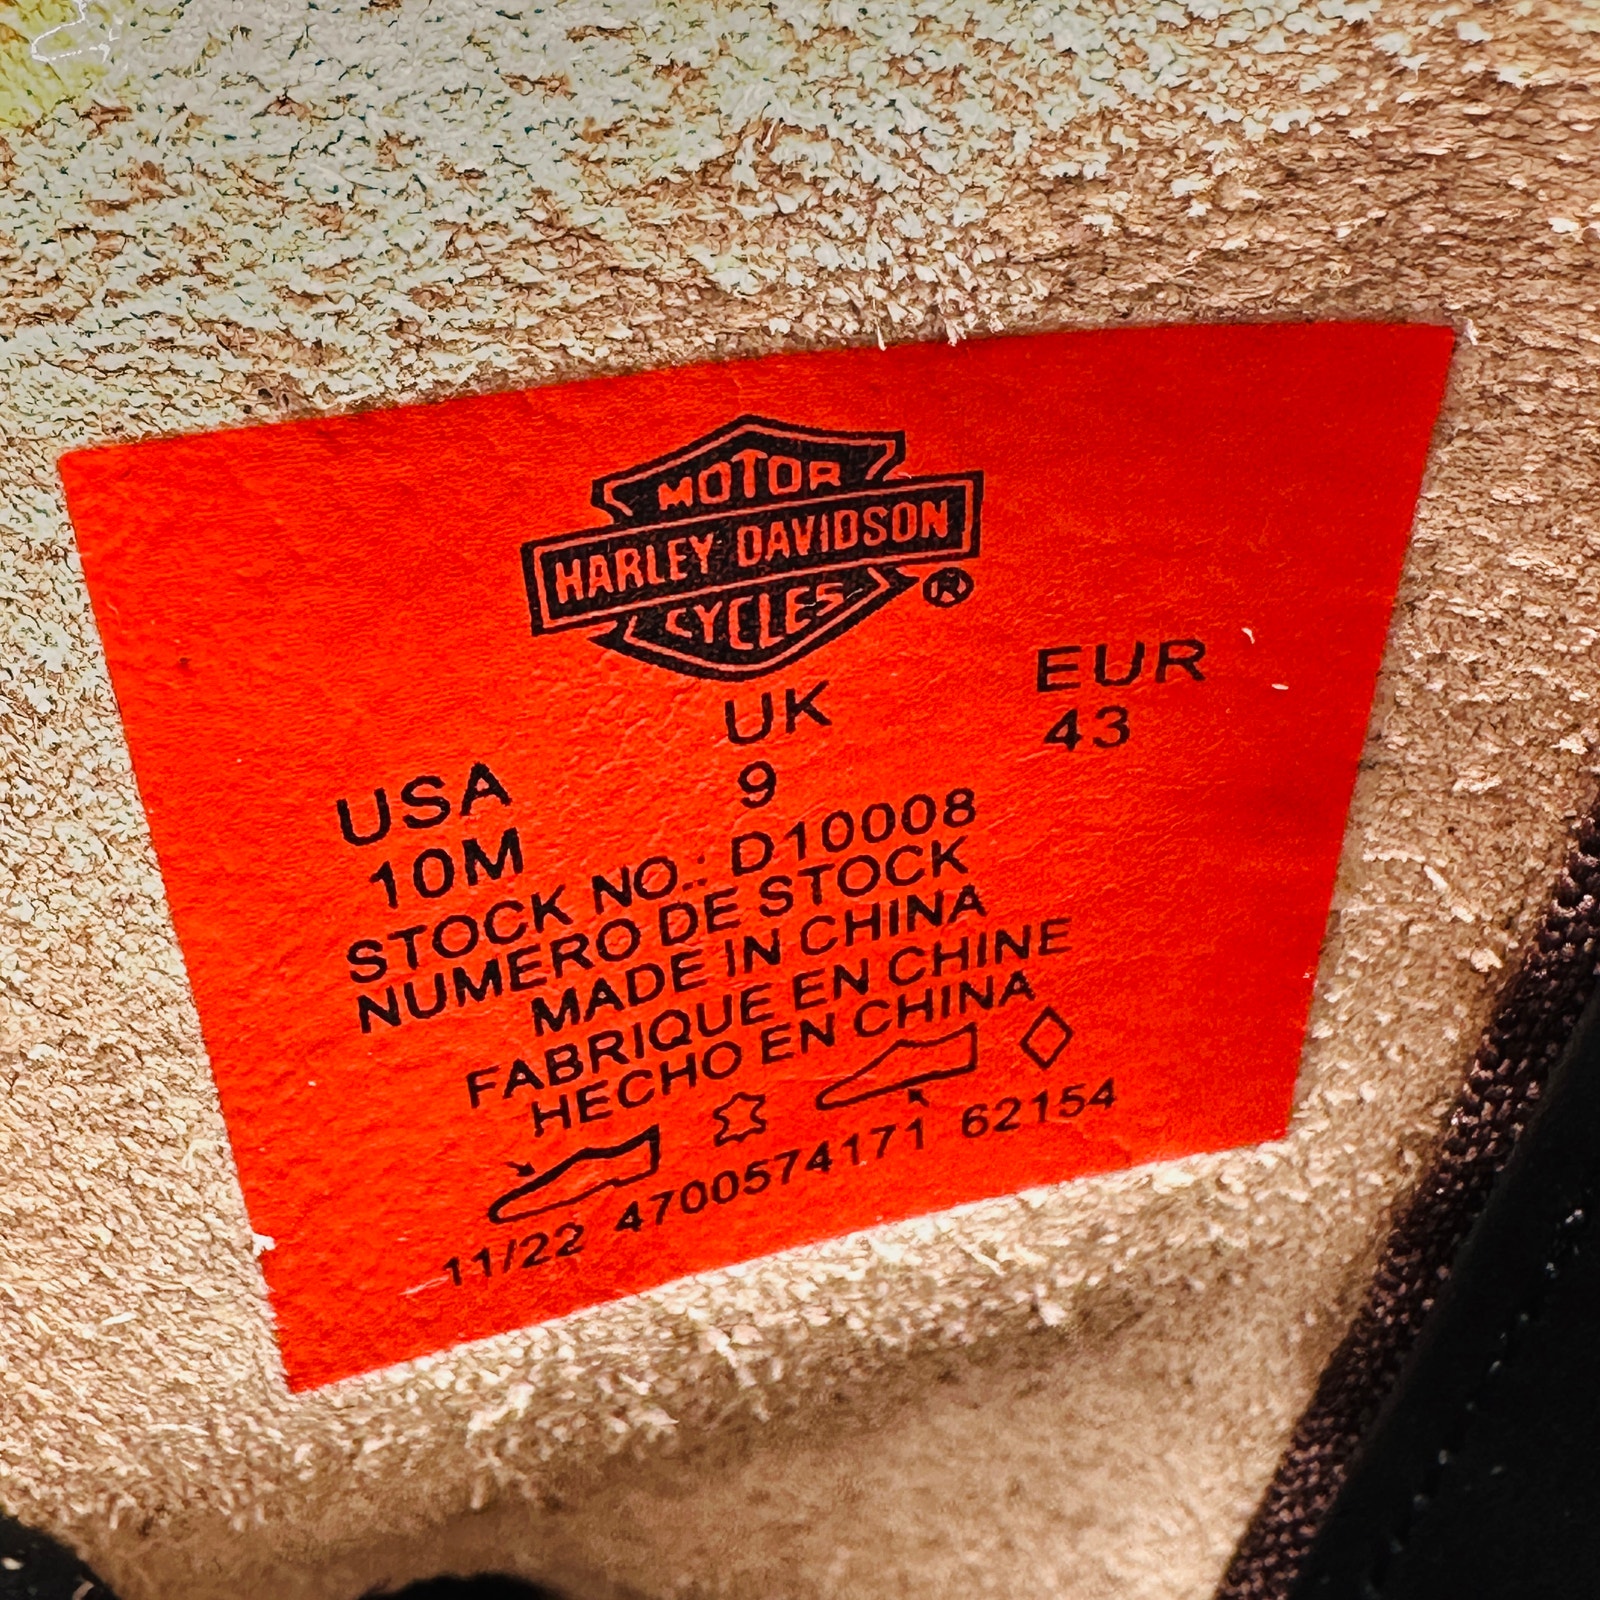 MOTOR
HARLEY-DAVIDSON
CYCLES
®
USA UK EUR
10M 9 43
STOCK NO.: D10008
NUMERO DE STOCK
MADE IN CHINA
FABRIQUE EN CHINE
HECHO EN CHINA
11/22 4700574171 62154